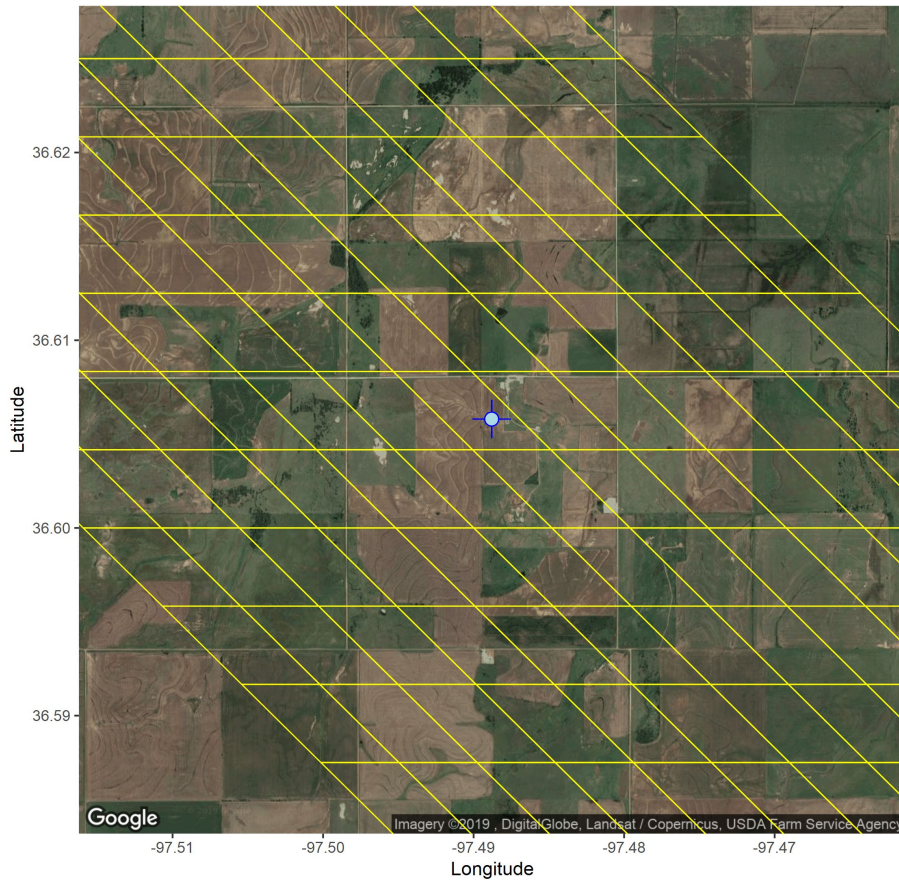 36.62
36.61
Latitude
36.60
36.59
Google
Imagery ©2019 , DigitalGlobe, Landsat / Copernicus, USDA Farm Service Agency
-97.51
-97.50
-97.49
-97.48
-97.47
Longitude